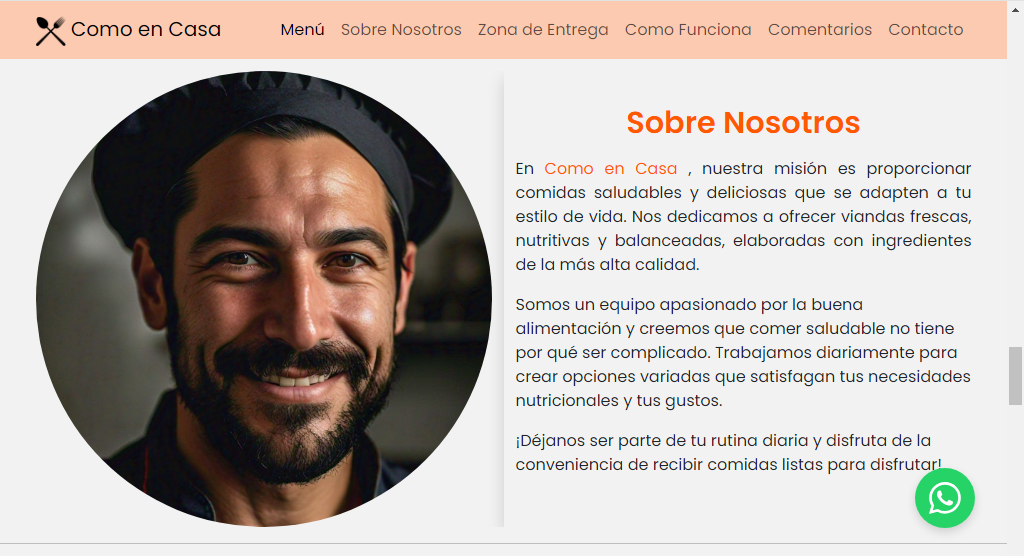 Como en Casa
Menú
Sobre Nosotros
Zona de Entrega
Como Funciona
Comentarios
Contacto
Sobre Nosotros
En Como en Casa , nuestra misión es proporcionar
comidas saludables y deliciosas que se adapten a tu
estilo de vida. Nos dedicamos a ofrecer viandas frescas,
nutritivas y balanceadas, elaboradas con ingredientes
de la más alta calidad.
Somos un equipo apasionado por la buena
alimentación y creemos que comer saludable no tiene
por qué ser complicado. Trabajamos diariamente para
crear opciones variadas que satisfagan tus necesidades
nutricionales y tus gustos.
¡Déjanos ser parte de tu rutina diaria y disfruta de la
conveniencia de recibir comidas listas para disfrutar!